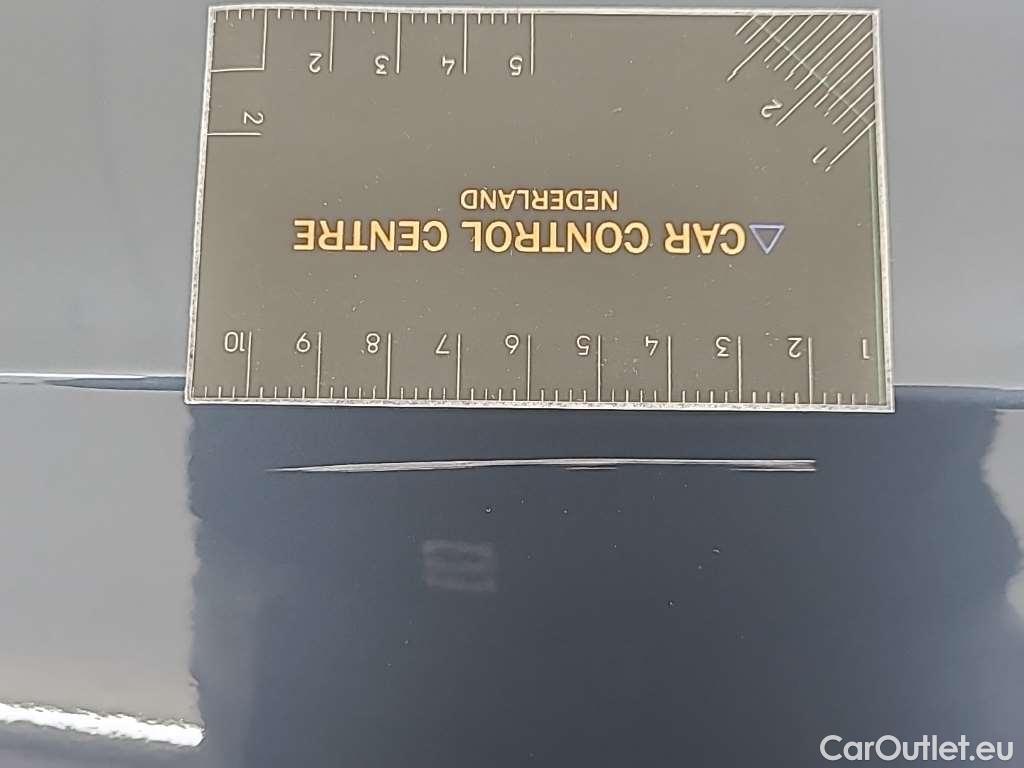 2 3 4 5
2
2
1
NEDERLAND
CAR CONTROL CENTRE
10 9 8 7 6 5 4 3 2 1
CarOutlet.eu